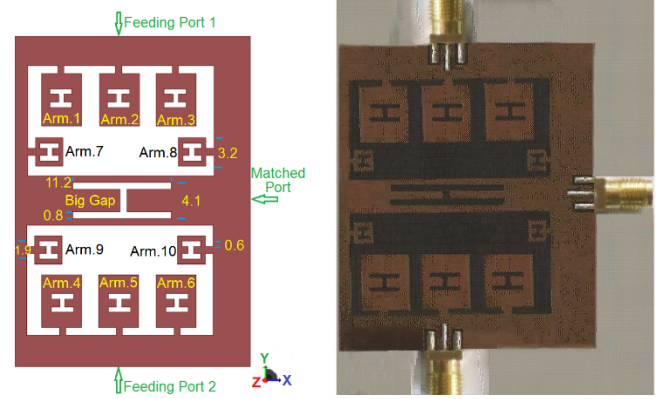 Feeding Port 1
Arm.1 Arm.2 Arm.3
Arm.7 Arm.8 3.2
Matched
Port
11.2
Big Gap 4.1
0.8
1.9 Arm.9 Arm.10 0.6
Arm.4 Arm.5 Arm.6
Y
Z X
Feeding Port 2